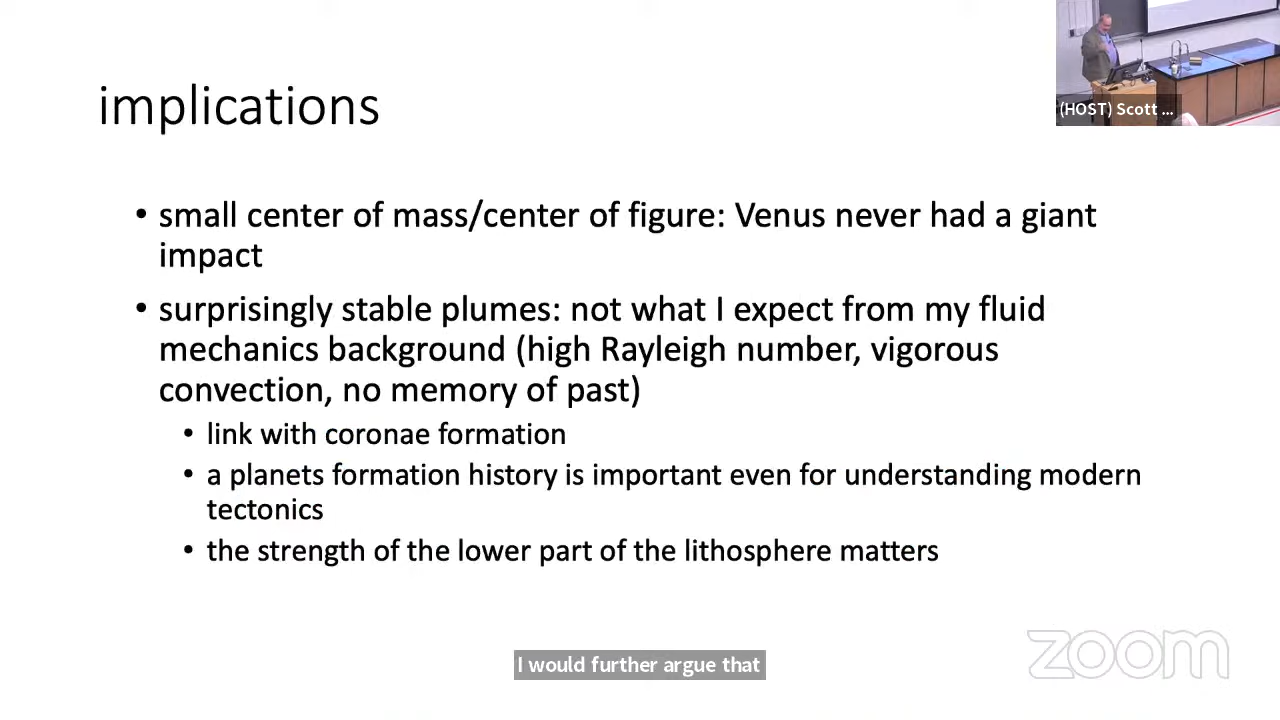 (HOST) Scott ...
implications
• small center of mass/center of figure: Venus never had a giant
impact
• surprisingly stable plumes: not what I expect from my fluid
mechanics background (high Rayleigh number, vigorous
convection, no memory of past)
• link with coronae formation
• a planets formation history is important even for understanding modern
tectonics
• the strength of the lower part of the lithosphere matters
I would further argue that
zoom